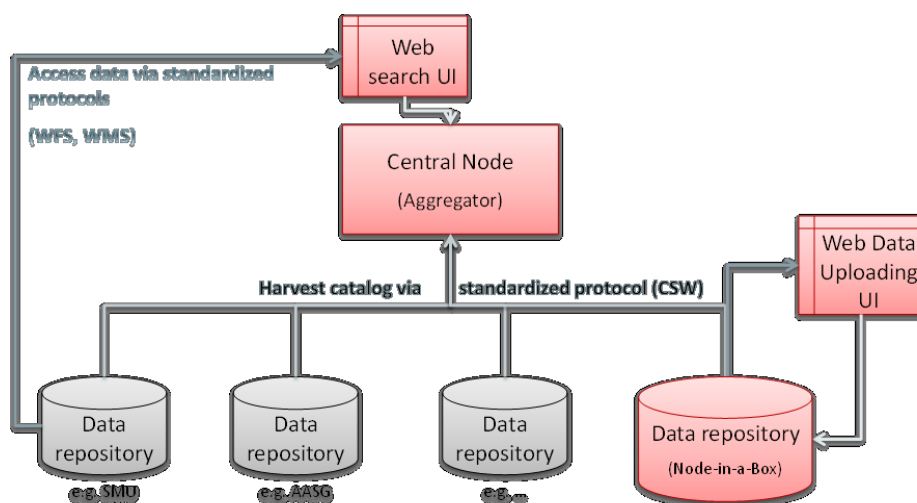 Web
search UI
Access data via standardized
protocols
(WFS, WMS)
Central Node
(Aggregator)
Web Data
Uploading
UI
Harvest catalog via standardized protocol (CSW)
Data
repository
e.g. SMU
Data
repository
e.g. AASG
Data
repository
e.g. ...
Data repository
(Node-in-a-Box)